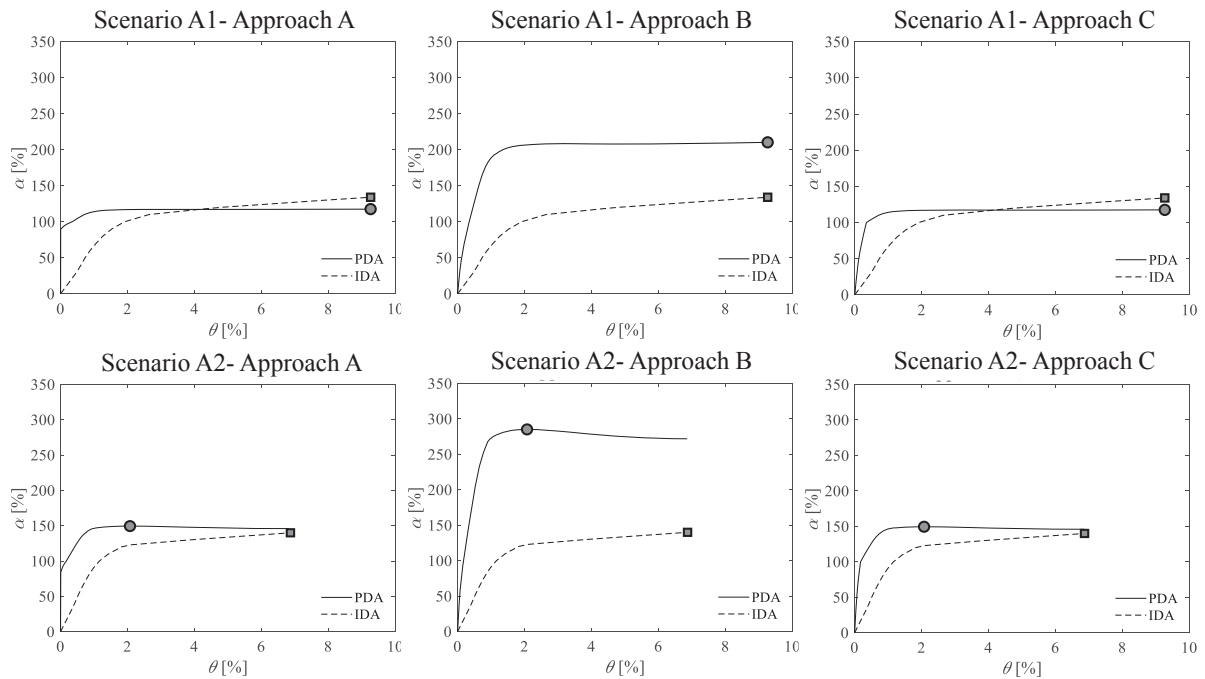 Scenario A1- Approach A
350
300
250
200
150
100
50
0
α [%]
PDA
IDA
0 2 4 6 8 10
θ [%]
Scenario A1- Approach B
350
300
250
200
150
100
50
0
α [%]
PDA
IDA
0 2 4 6 8 10
θ [%]
Scenario A1- Approach C
350
300
250
200
150
100
50
0
α [%]
PDA
IDA
0 2 4 6 8 10
θ [%]
Scenario A2- Approach A
350
300
250
200
150
100
50
0
α [%]
PDA
IDA
0 2 4 6 8 10
θ [%]
Scenario A2- Approach B
350
300
250
200
150
100
50
0
α [%]
PDA
IDA
0 2 4 6 8 10
θ [%]
Scenario A2- Approach C
350
300
250
200
150
100
50
0
α [%]
PDA
IDA
0 2 4 6 8 10
θ [%]